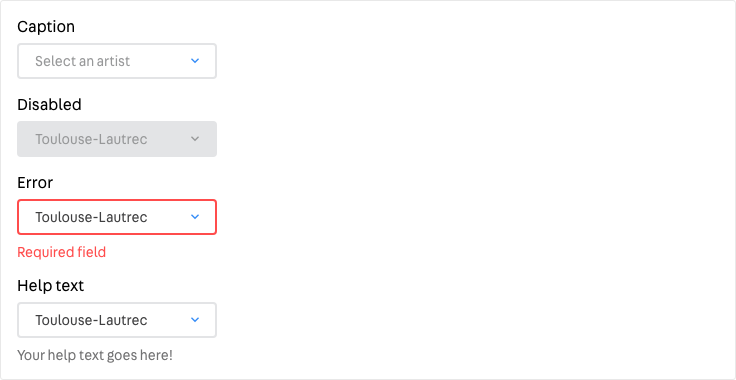 Caption
Select an artist
Disabled
Toulouse-Lautrec
Error
Toulouse-Lautrec
Required field
Help text
Toulouse-Lautrec
Your help text goes here!